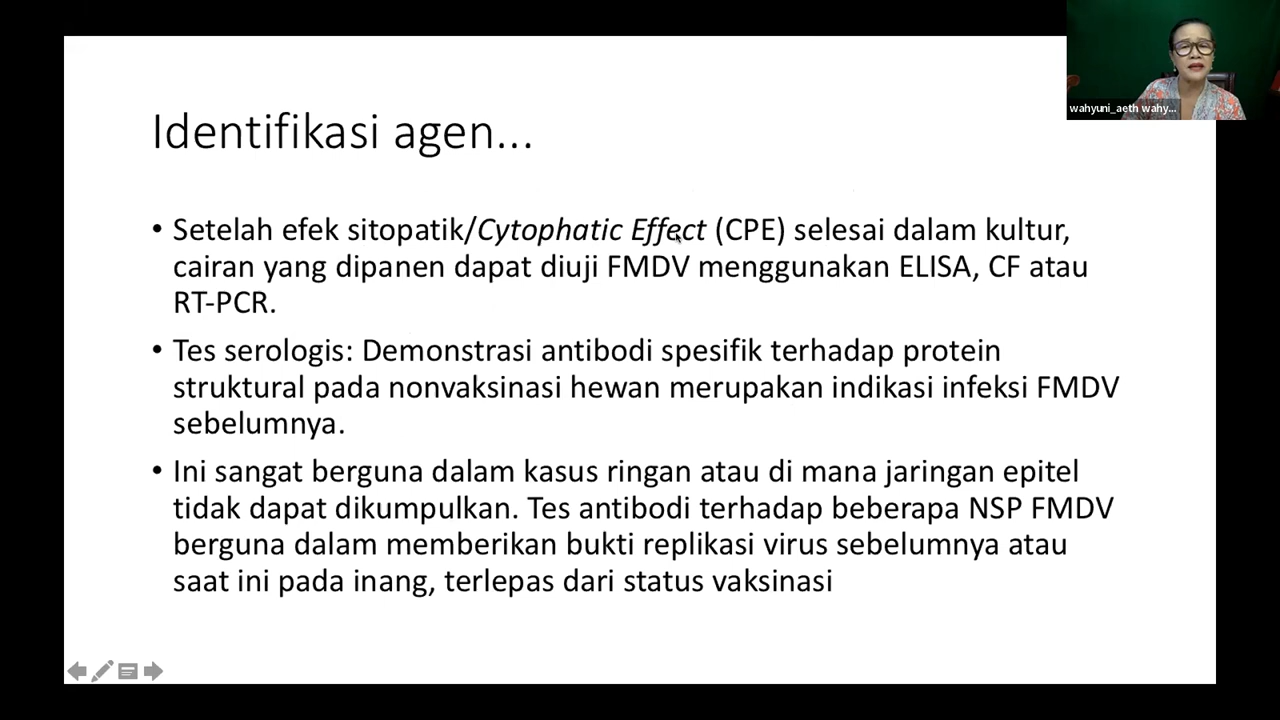 wahyuni_aeth wahy...
Identifikasi agen...
• Setelah efek sitopatik/Cytophatic Effect (CPE) selesai dalam kultur,
cairan yang dipanen dapat diuji FMDV menggunakan ELISA, CF atau
RT-PCR.
• Tes serologis: Demonstrasi antibodi spesifik terhadap protein
struktural pada nonvaksinasi hewan merupakan indikasi infeksi FMDV
sebelumnya.
• Ini sangat berguna dalam kasus ringan atau di mana jaringan epitel
tidak dapat dikumpulkan. Tes antibodi terhadap beberapa NSP FMDV
berguna dalam memberikan bukti replikasi virus sebelumnya atau
saat ini pada inang, terlepas dari status vaksinasi